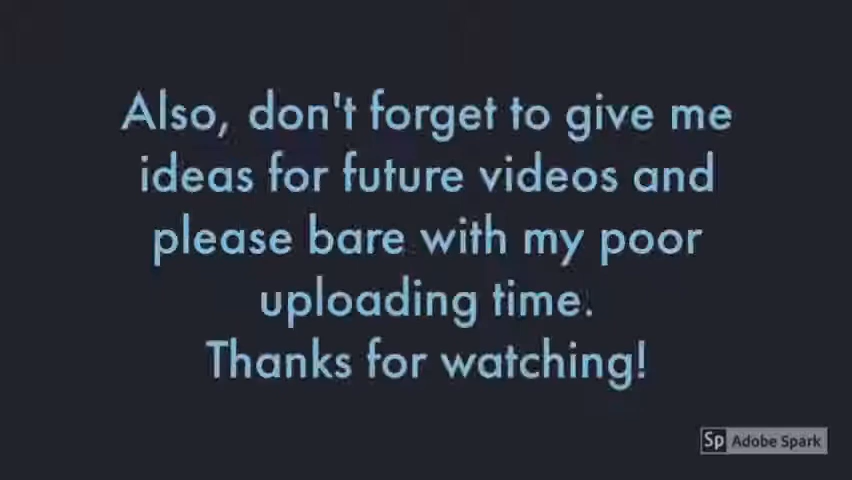 Also, don't forget to give me
ideas for future videos and
please bare with my poor
uploading time.
Thanks for watching!
Sp Adobe Spark